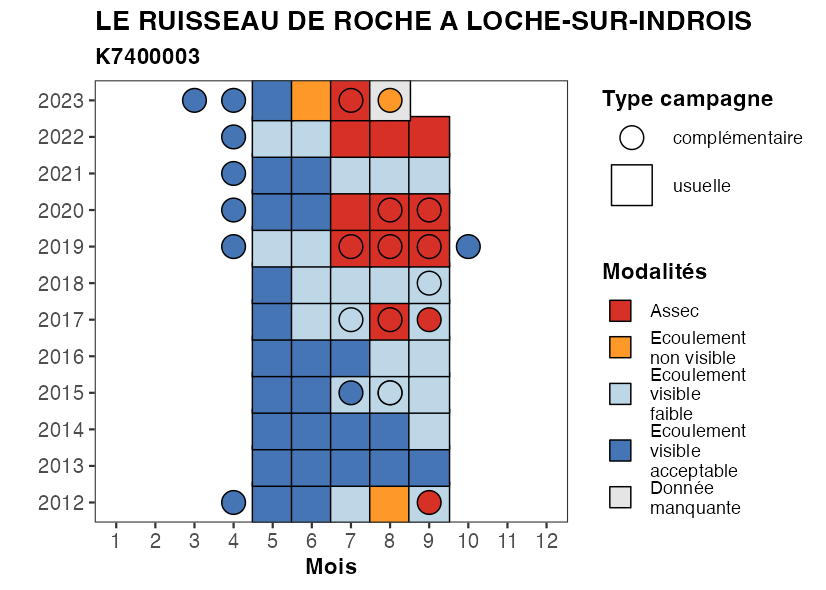 LE RUISSEAU DE ROCHE A LOCHE-SUR-INDROIS
K7400003
2023
2022
2021
2020
2019
2018
2017
2016
2015
2014
2013
2012
1 2 3 4 5 6 7 8 9 10 11 12
Mois
Type campagne
complémentaire
usuelle
Modalités
Assec
Ecoulement
non visible
Ecoulement
visible
faible
Ecoulement
visible
acceptable
Donnée
manquante